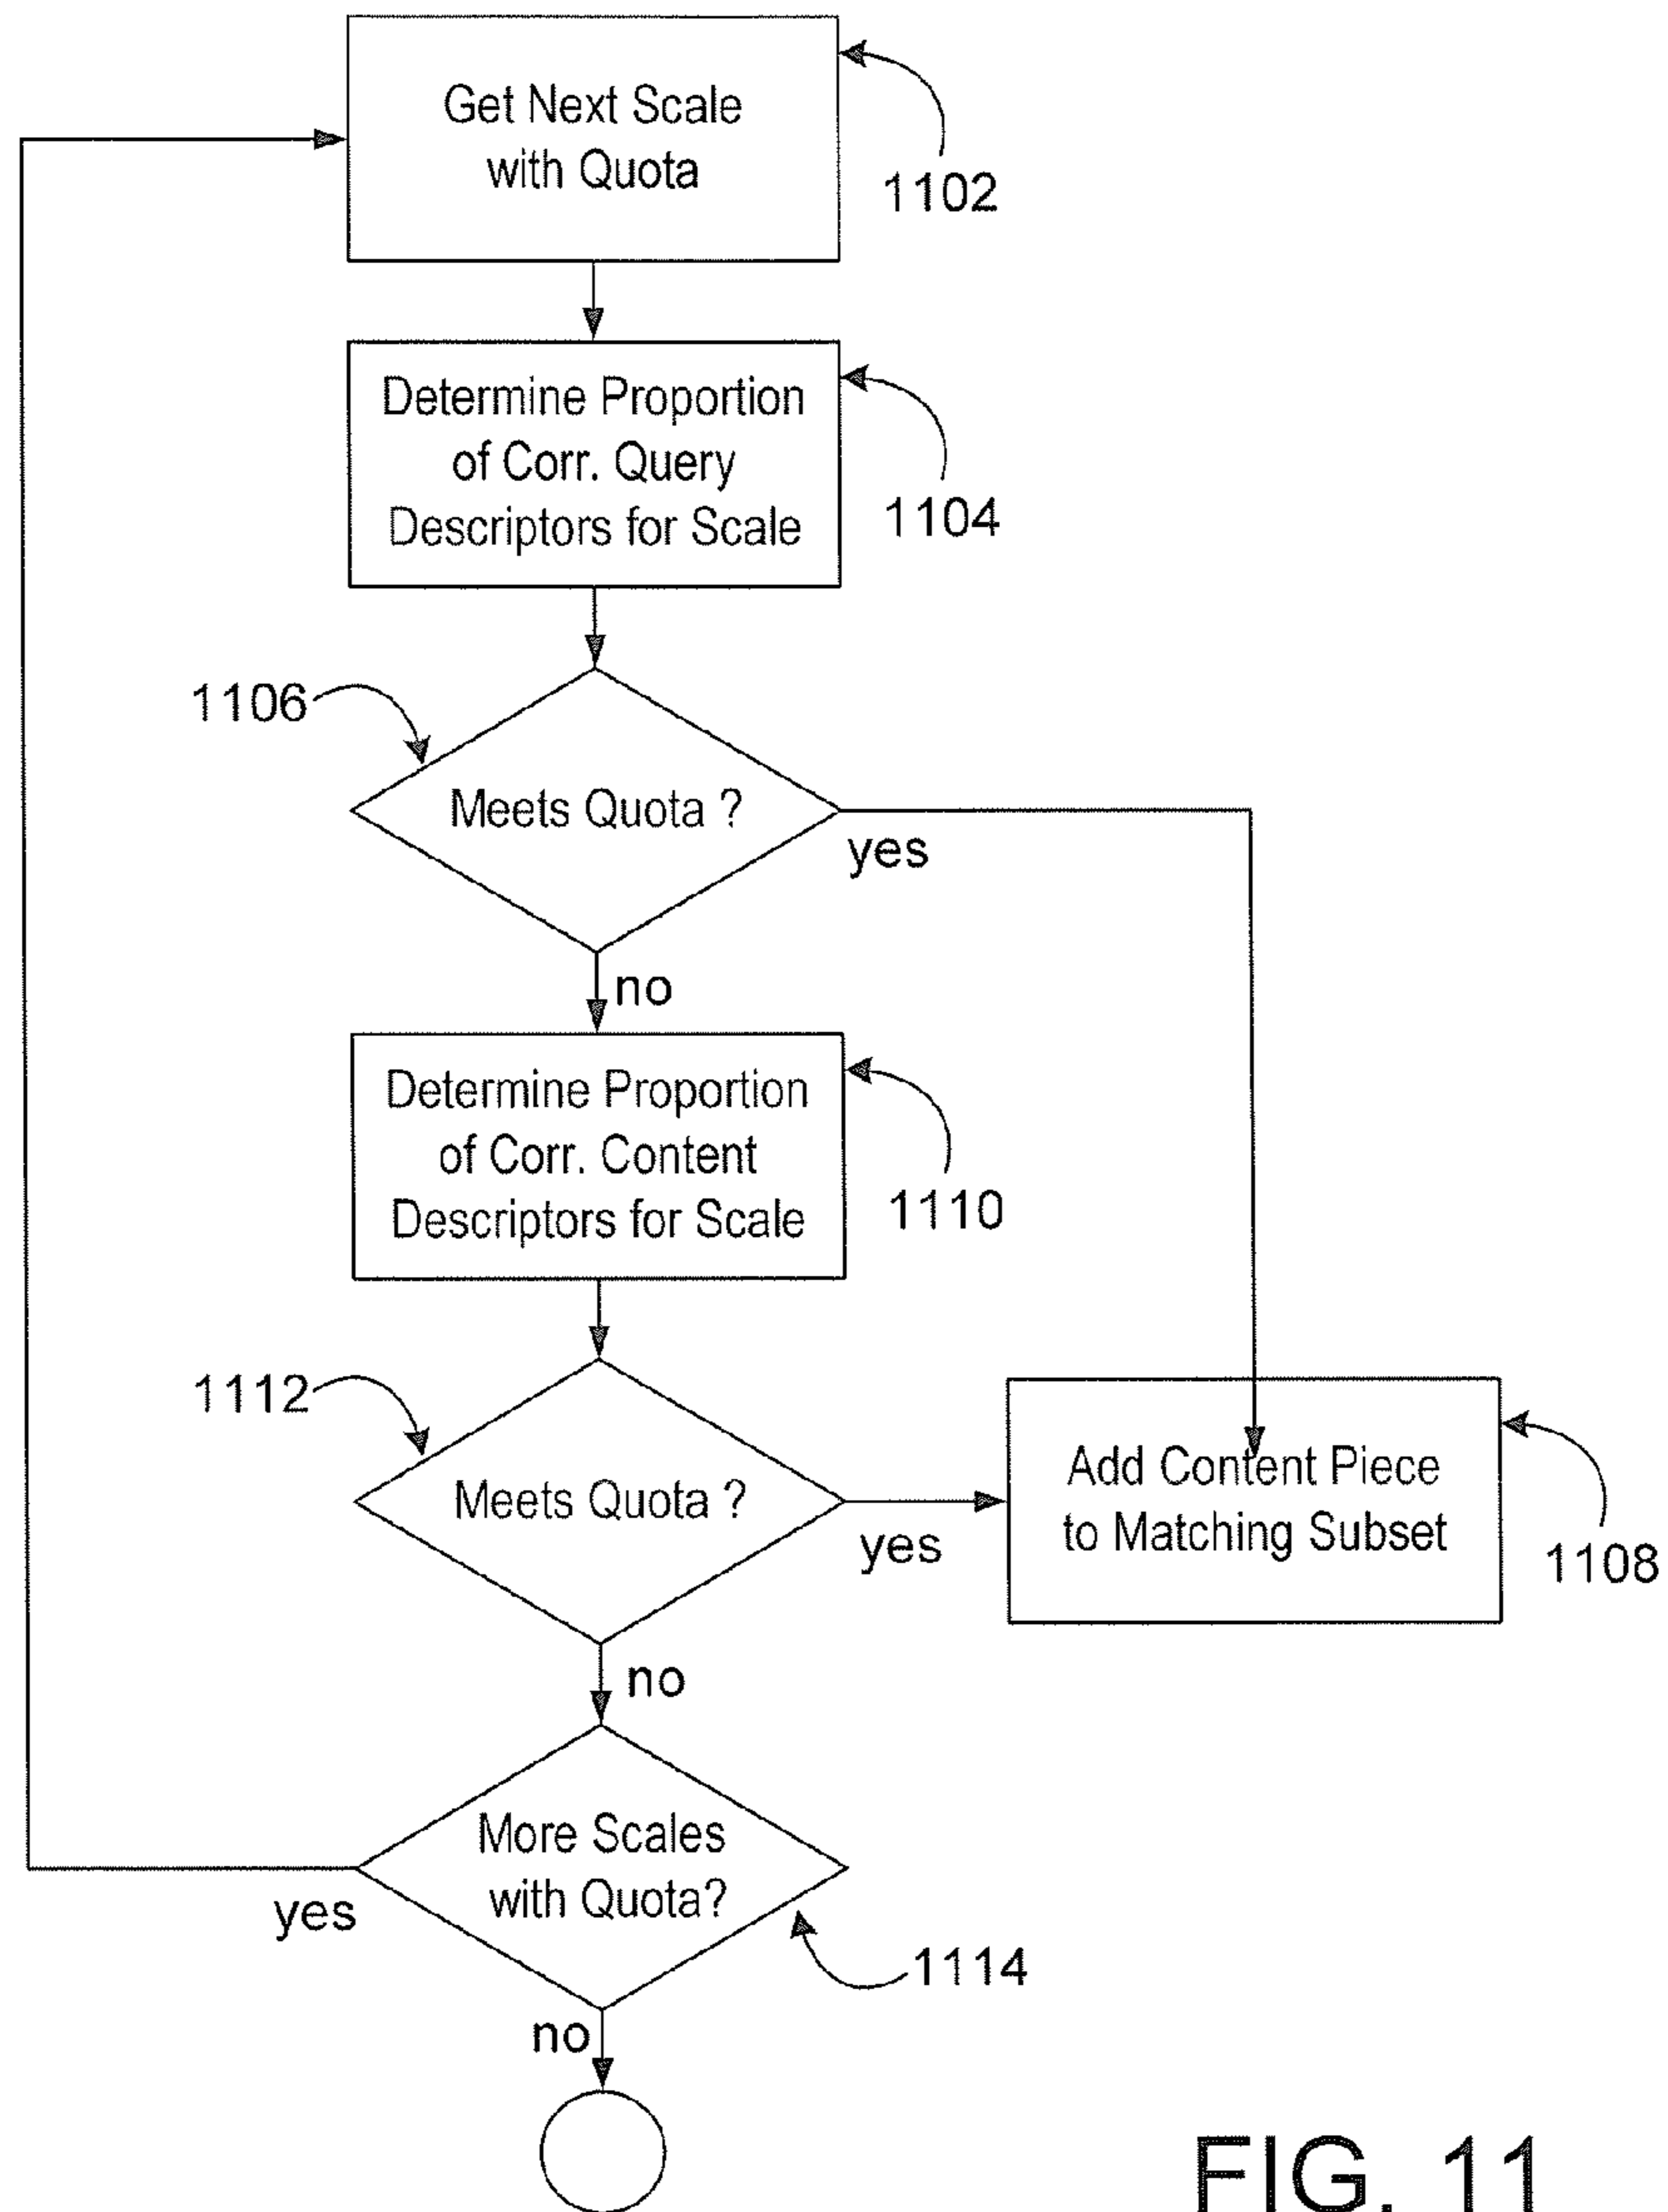 Get Next Scale
with Quota
1102
Determine Proportion
of Corr. Query
Descriptors for Scale
1104
1106
Meets Quota ?
yes
no
Determine Proportion
of Corr. Content
Descriptors for Scale
1110
1112
Meets Quota ?
yes
Add Content Piece
to Matching Subset
1108
no
More Scales
with Quota?
yes
1114
no
FIG. 11